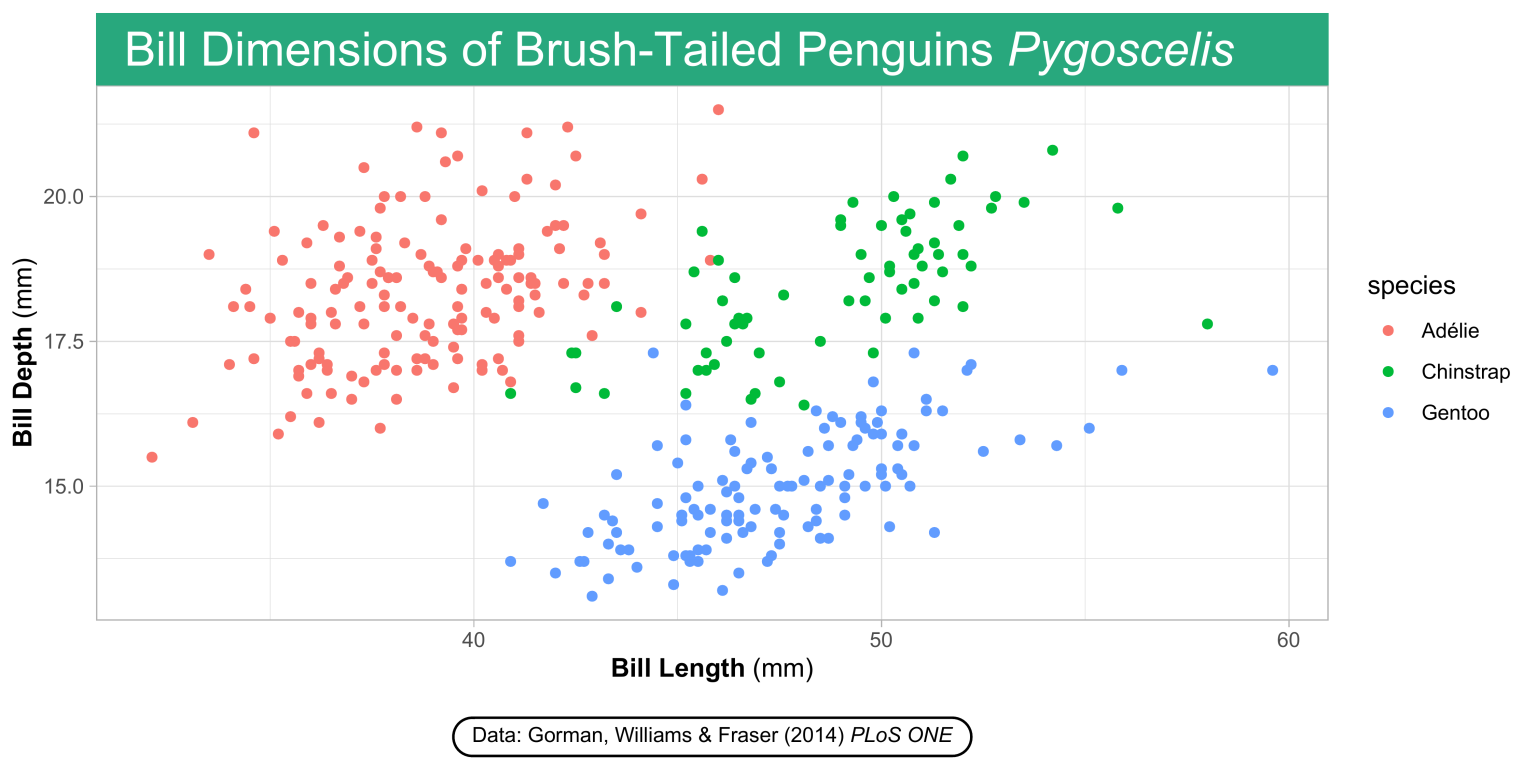 Bill Dimensions of Brush-Tailed Penguins Pygoscelis
Bill Depth (mm)
20.0
17.5
15.0
40 50 60
Bill Length (mm)
species
Adélie
Chinstrap
Gentoo
Data: Gorman, Williams & Fraser (2014) PLoS ONE